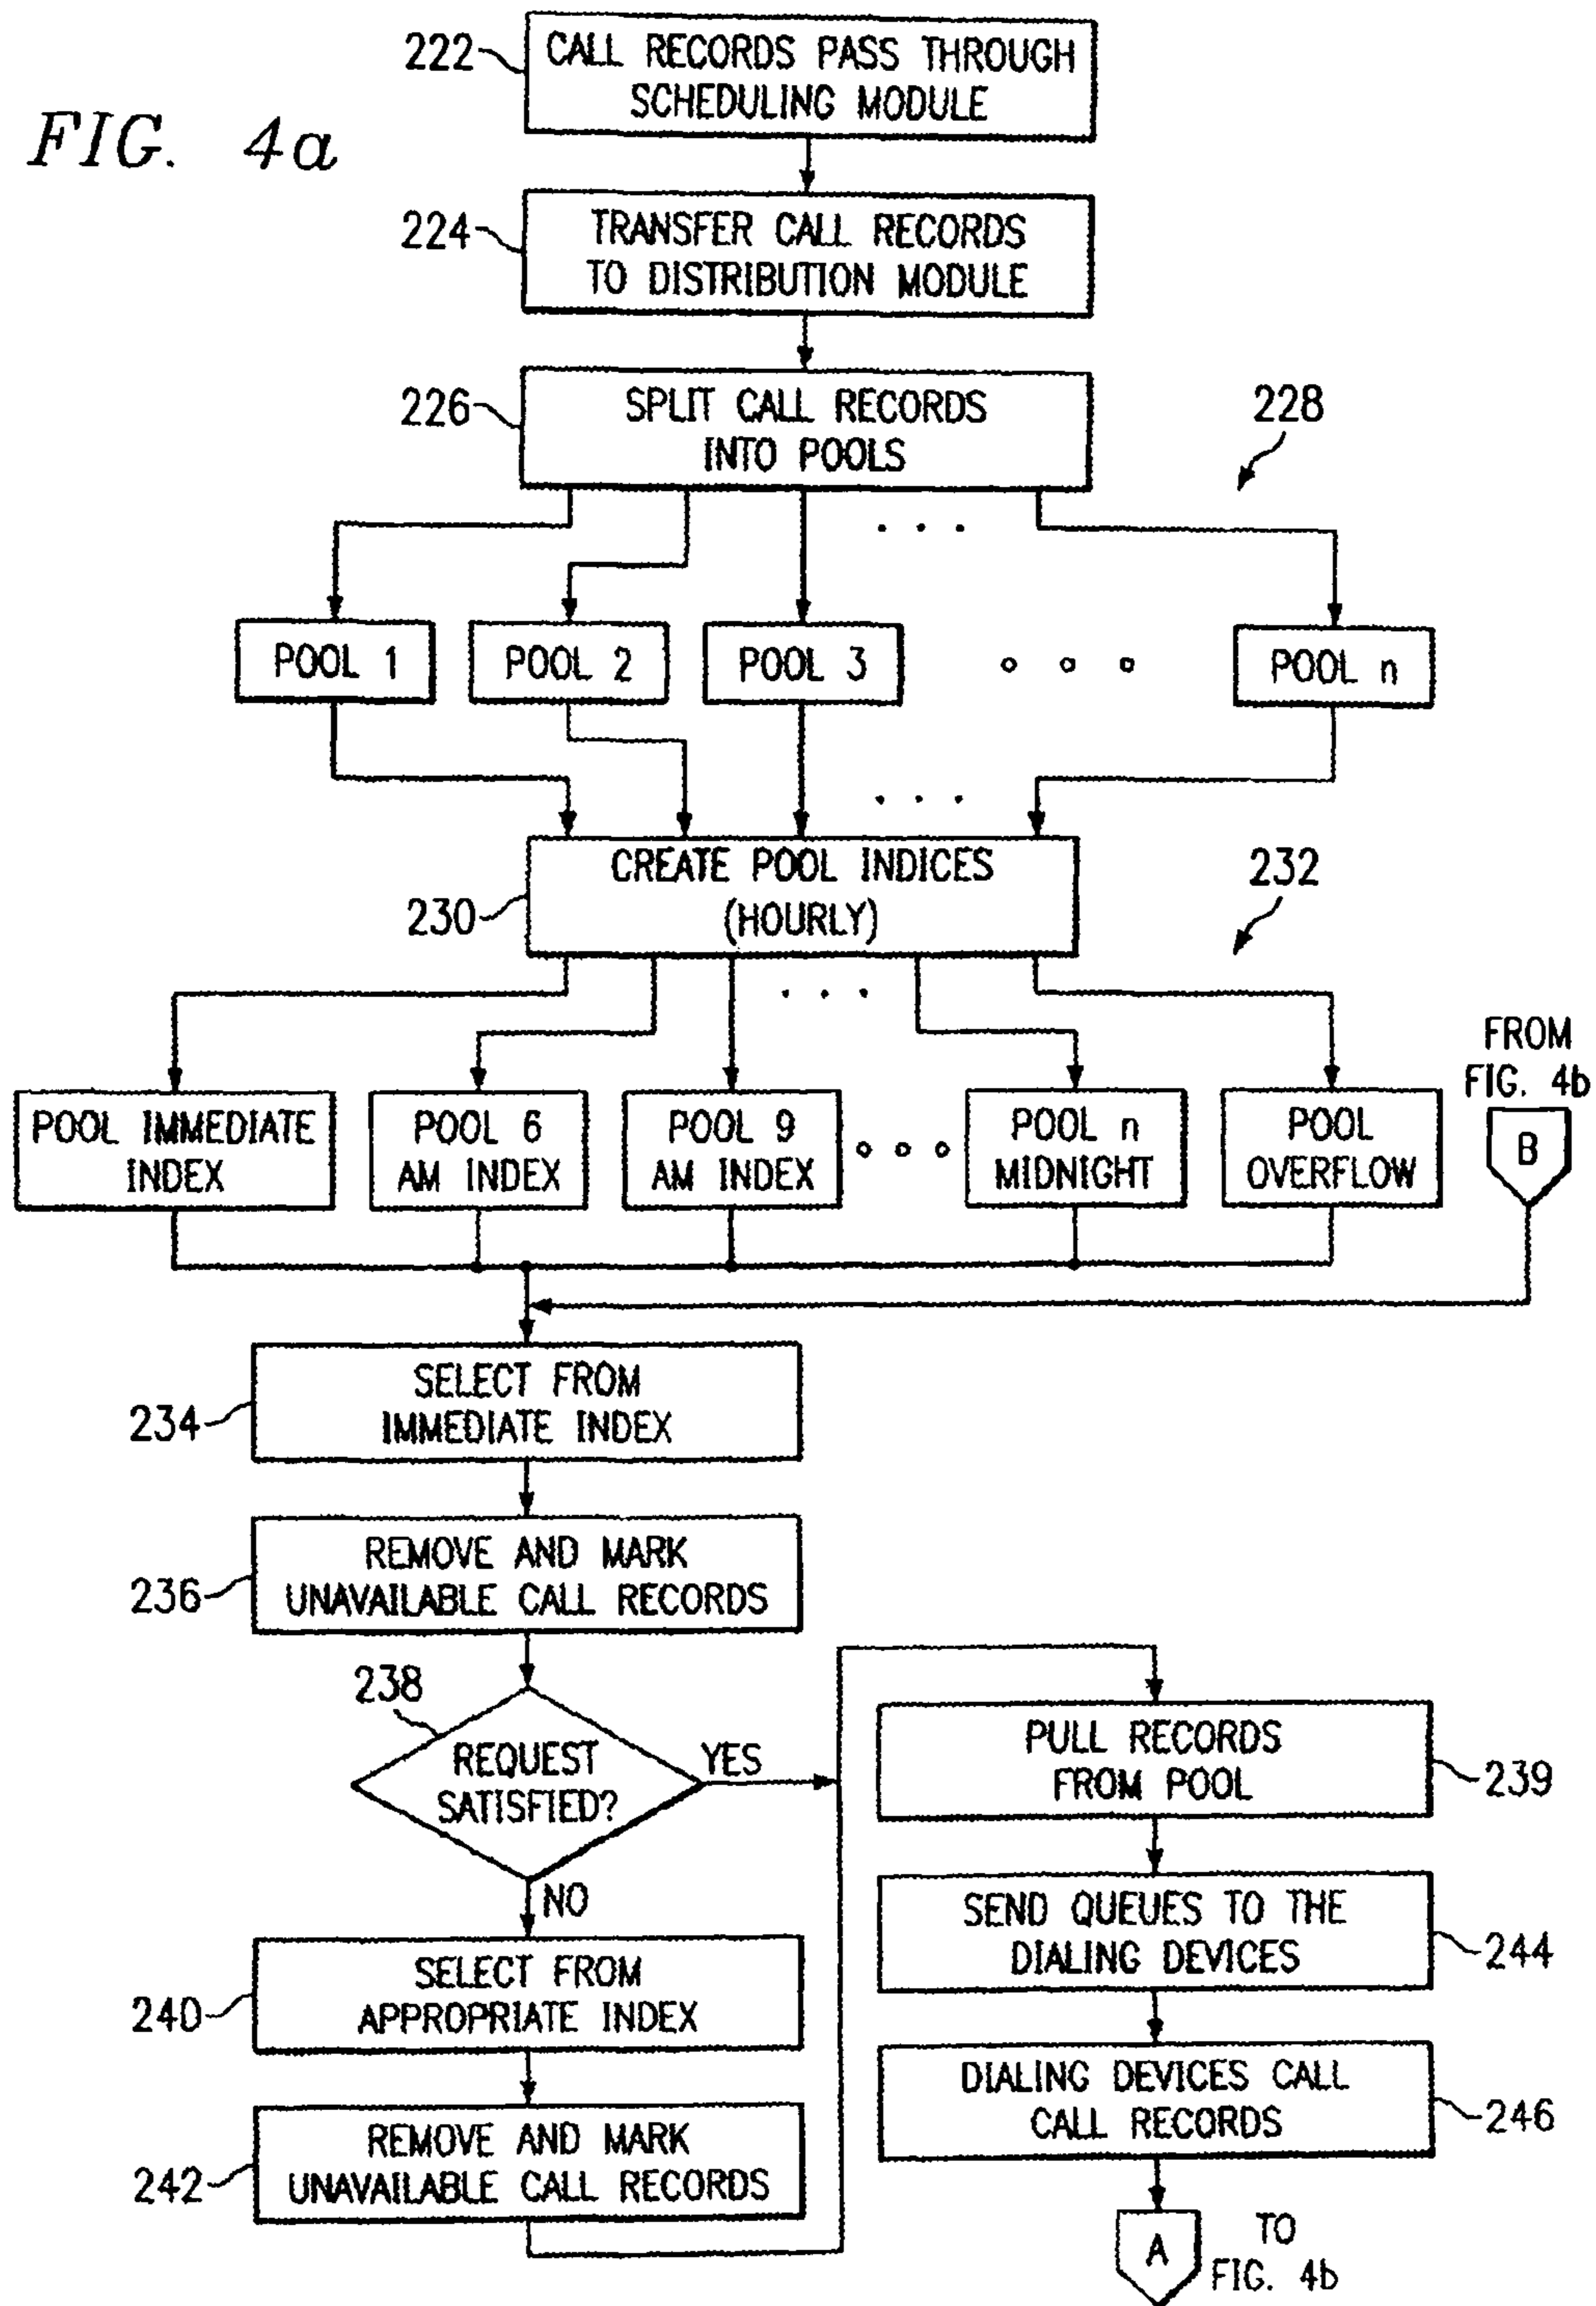 FIG. 4a
222
CALL RECORDS PASS THROUGH
SCHEDULING MODULE
224
TRANSFER CALL RECORDS
TO DISTRIBUTION MODULE
226
SPLIT CALL RECORDS
INTO POOLS
228
POOL 1
POOL 2
POOL 3
POOL n
230
CREATE POOL INDICES
(HOURLY)
232
POOL IMMEDIATE
INDEX
POOL 6
AM INDEX
POOL 9
AM INDEX
POOL n
MIDNIGHT
POOL
OVERFLOW
FROM
FIG. 4b
B
234
SELECT FROM
IMMEDIATE INDEX
236
REMOVE AND MARK
UNAVAILABLE CALL RECORDS
238
REQUEST
SATISFIED?
YES
NO
240
SELECT FROM
APPROPRIATE INDEX
242
REMOVE AND MARK
UNAVAILABLE CALL RECORDS
PULL RECORDS
FROM POOL
239
SEND QUEUES TO THE
DIALING DEVICES
244
DIALING DEVICES CALL
CALL RECORDS
246
A
TO
FIG. 4b